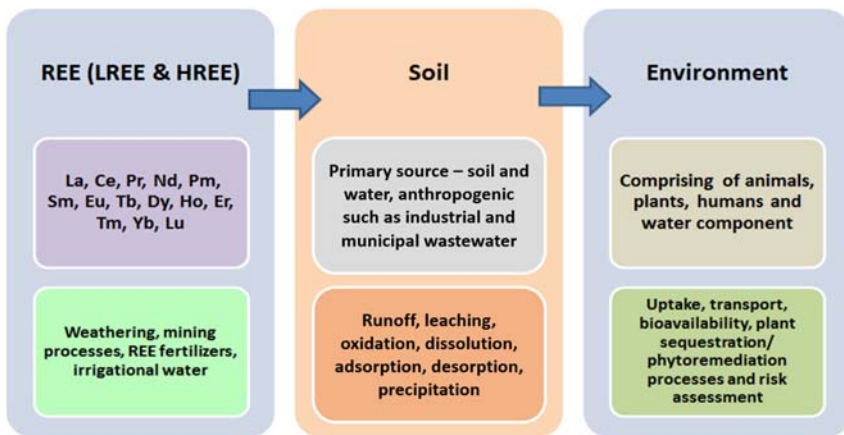 REE (LREE & HREE)
La, Ce, Pr, Nd, Pm,
Sm, Eu, Tb, Dy, Ho, Er,
Tm, Yb, Lu
Weathering, mining
processes, REE fertilizers,
irrigational water
Soil
Primary source – soil and
water, anthropogenic
such as industrial and
municipal wastewater
Runoff, leaching,
oxidation, dissolution,
adsorption, desorption,
precipitation
Environment
Comprising of animals,
plants, humans and
water component
Uptake, transport,
bioavailability, plant
sequestration/
phytoremediation
processes and risk
assessment